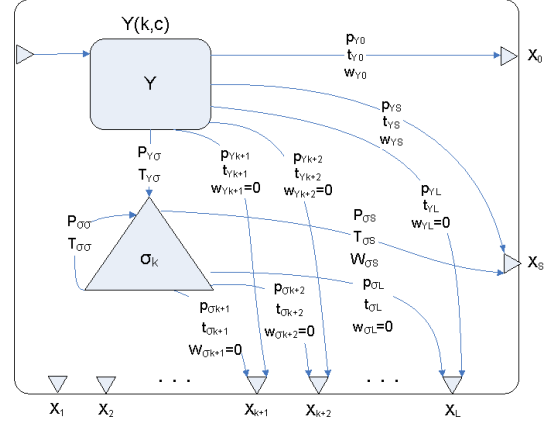 Y(k,c)
Y
pY0
tY0
wY0
X0
pYS
tYS
wYS
PYσ
TYσ
pYk+1
tYk+1
wYk+1=0
pYk+2
tYk+2
wYk+2=0
pYL
tYL
wYL=0
Pσσ
Tσσ
σk
PσS
TσS
WσS
XS
pσk+1
tσk+1
Wσk+1=0
pσk+2
tσk+2
wσk+2=0
pσL
tσL
wσL=0
. . .
. . .
X1 X2 Xk+1 Xk+2 XL